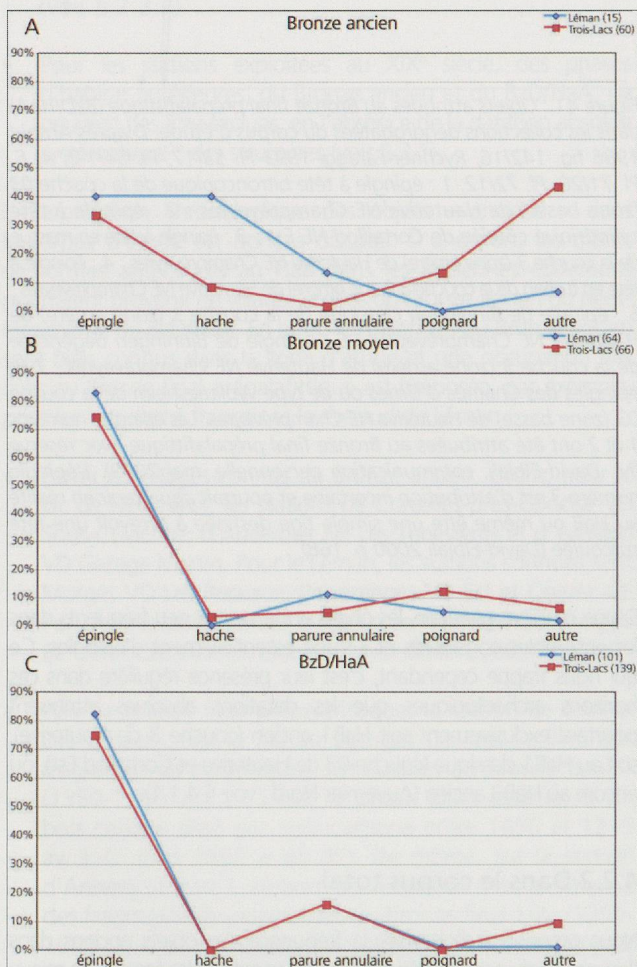 A
Bronze ancien
Léman (15)
Trois-Lacs (60)
90%
80%
70%
60%
50%
40%
30%
20%
10%
0%
épingle hache parure annulaire poignard autre
B
Bronze moyen
Léman (64)
Trois-Lacs (66)
90%
80%
70%
60%
50%
40%
30%
20%
10%
0%
épingle hache parure annulaire poignard autre
C
BzD/HaA
Léman (101)
Trois-Lacs (139)
90%
80%
70%
60%
50%
40%
30%
20%
10%
0%
épingle hache parure annulaire poignard autre